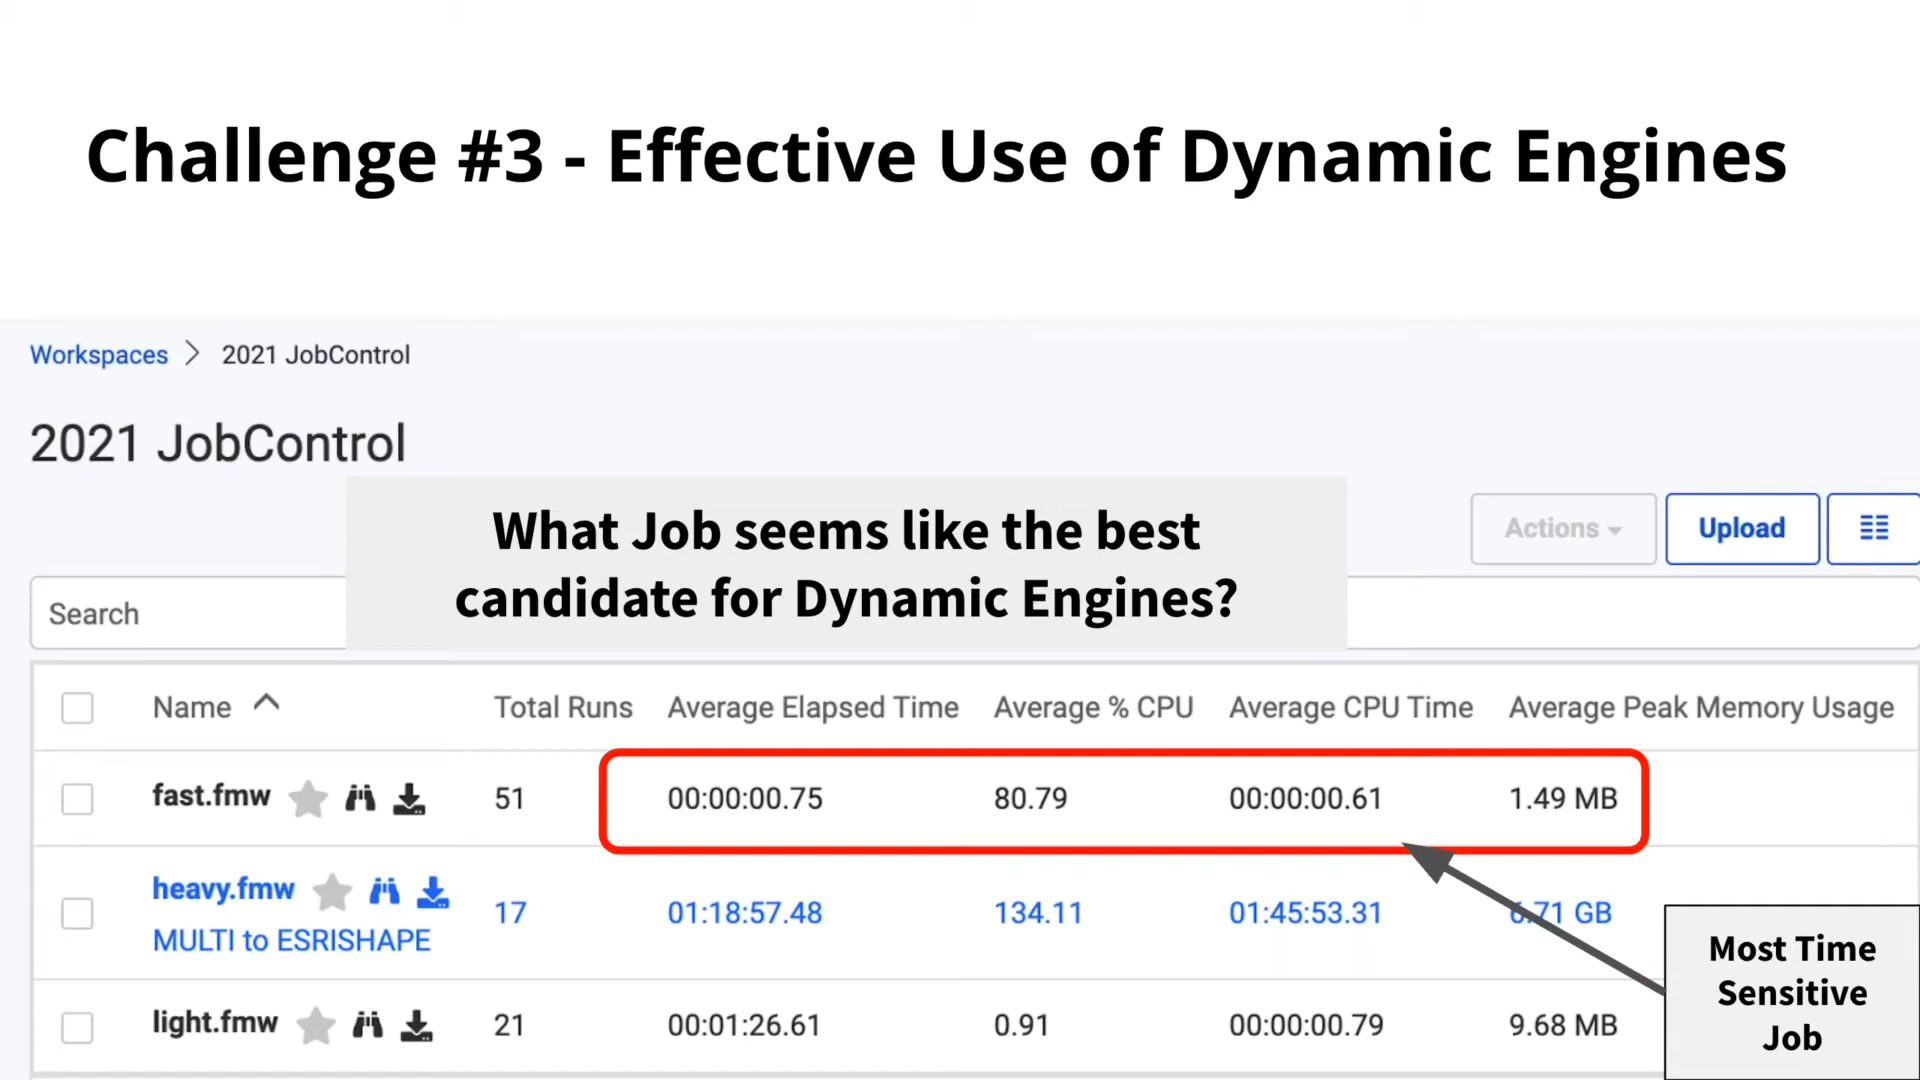 Challenge #3 - Effective Use of Dynamic Engines
Workspaces > 2021 JobControl
2021 JobControl
What Job seems like the best
candidate for Dynamic Engines?
Actions
Upload
Search
Name Total Runs Average Elapsed Time Average % CPU Average CPU Time Average Peak Memory Usage
fast.fmw 51 00:00:00.75 80.79 00:00:00.61 1.49 MB
heavy.fmw 17 01:18:57.48 134.11 01:45:53.31 6.71 GB
MULTI to ESRISHAPE
light.fmw 21 00:01:26.61 0.91 00:00:00.79 9.68 MB
Most Time
Sensitive
Job